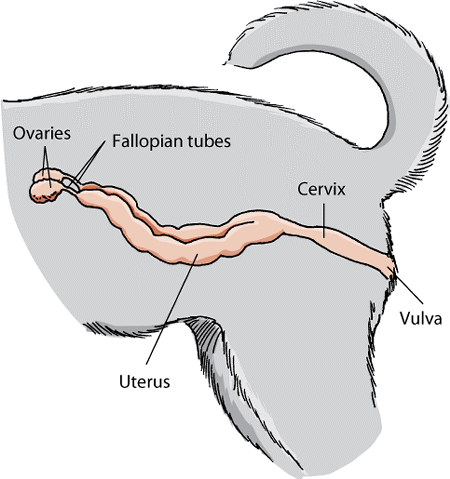 Ovaries
Fallopian tubes
Cervix
Vulva
Uterus